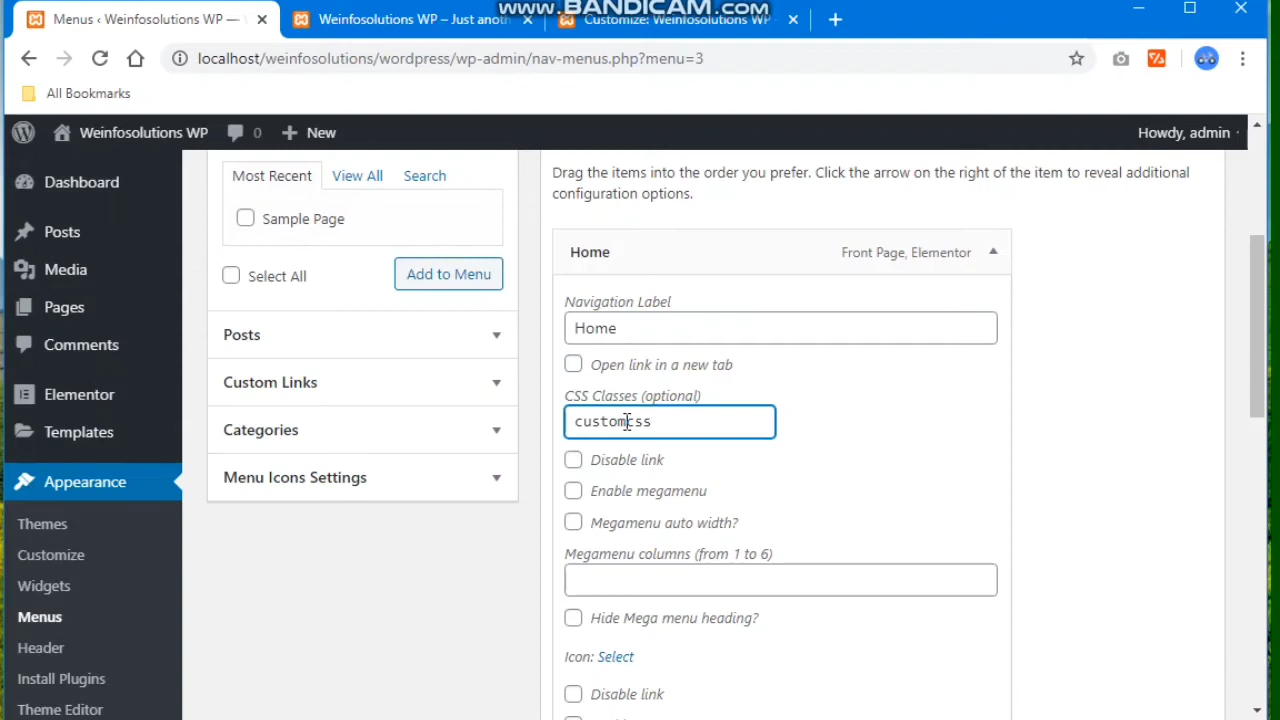 www.BANDICAM.com
Menus ‹ Weinfosolutions WP —
Weinfosolutions WP – Just anoth
Customize: Weinfosolutions WP
localhost/weinfosolutions/wordpress/wp-admin/nav-menus.php?menu=3
All Bookmarks
Weinfosolutions WP
0
New
Howdy, admin
Dashboard
Posts
Media
Pages
Comments
Elementor
Templates
Appearance
Themes
Customize
Widgets
Menus
Header
Install Plugins
Theme Editor
Most Recent
View All
Search
Sample Page
Select All
Add to Menu
Posts
Custom Links
Categories
Menu Icons Settings
Drag the items into the order you prefer. Click the arrow on the right of the item to reveal additional
configuration options.
Home
Front Page, Elementor
Navigation Label
Home
Open link in a new tab
CSS Classes (optional)
customcss
Disable link
Enable megamenu
Megamenu auto width?
Megamenu columns (from 1 to 6)
Hide Mega menu heading?
Icon: Select
Disable link